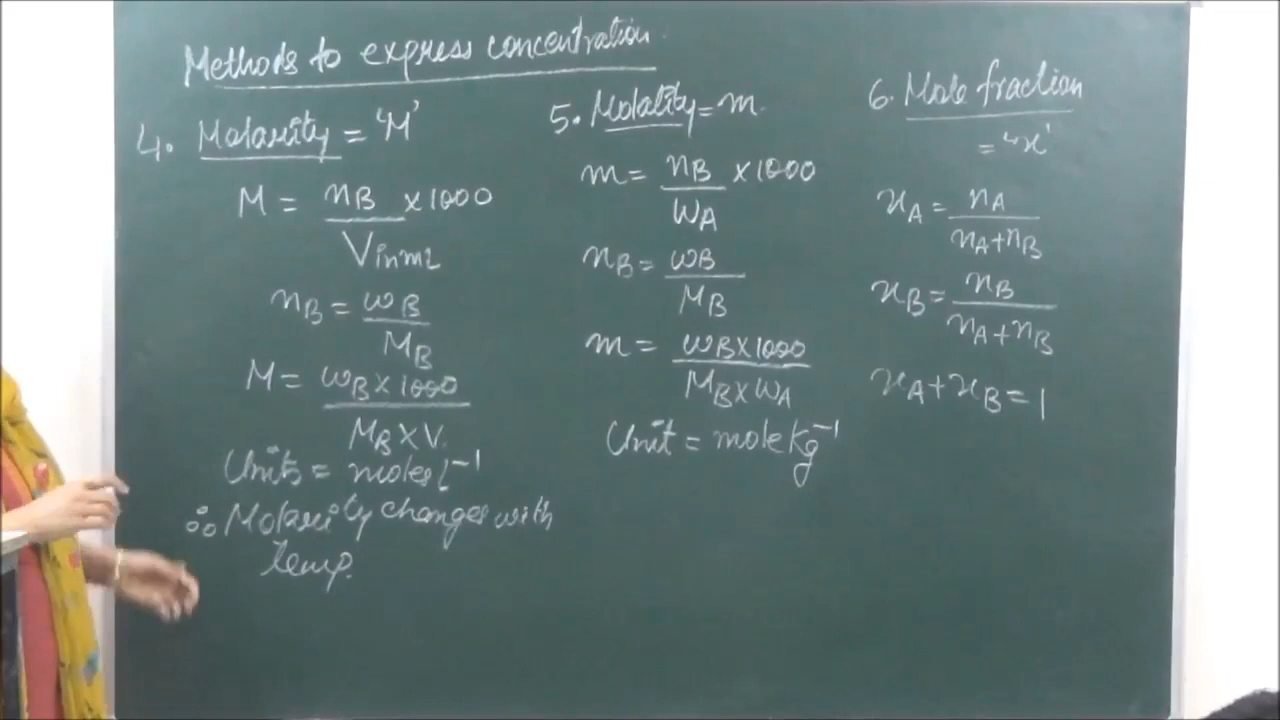 Methods to express concentration.
4. Molarity = 'M'
M = nB × 1000
V in mL
nB = wB
MB
M = wB × 1000
MB × V.
Units = moles l⁻¹
∴ Molarity changes with
temp.
5. Molality = m.
m = nB × 1000
WA
nB = wB
MB
m = wB × 1000
MB × WA
Unit = mole Kg⁻¹
6. Mole fraction
= 'x'
xA = nA
nA + nB
xB = nB
nA + nB
xA + xB = 1